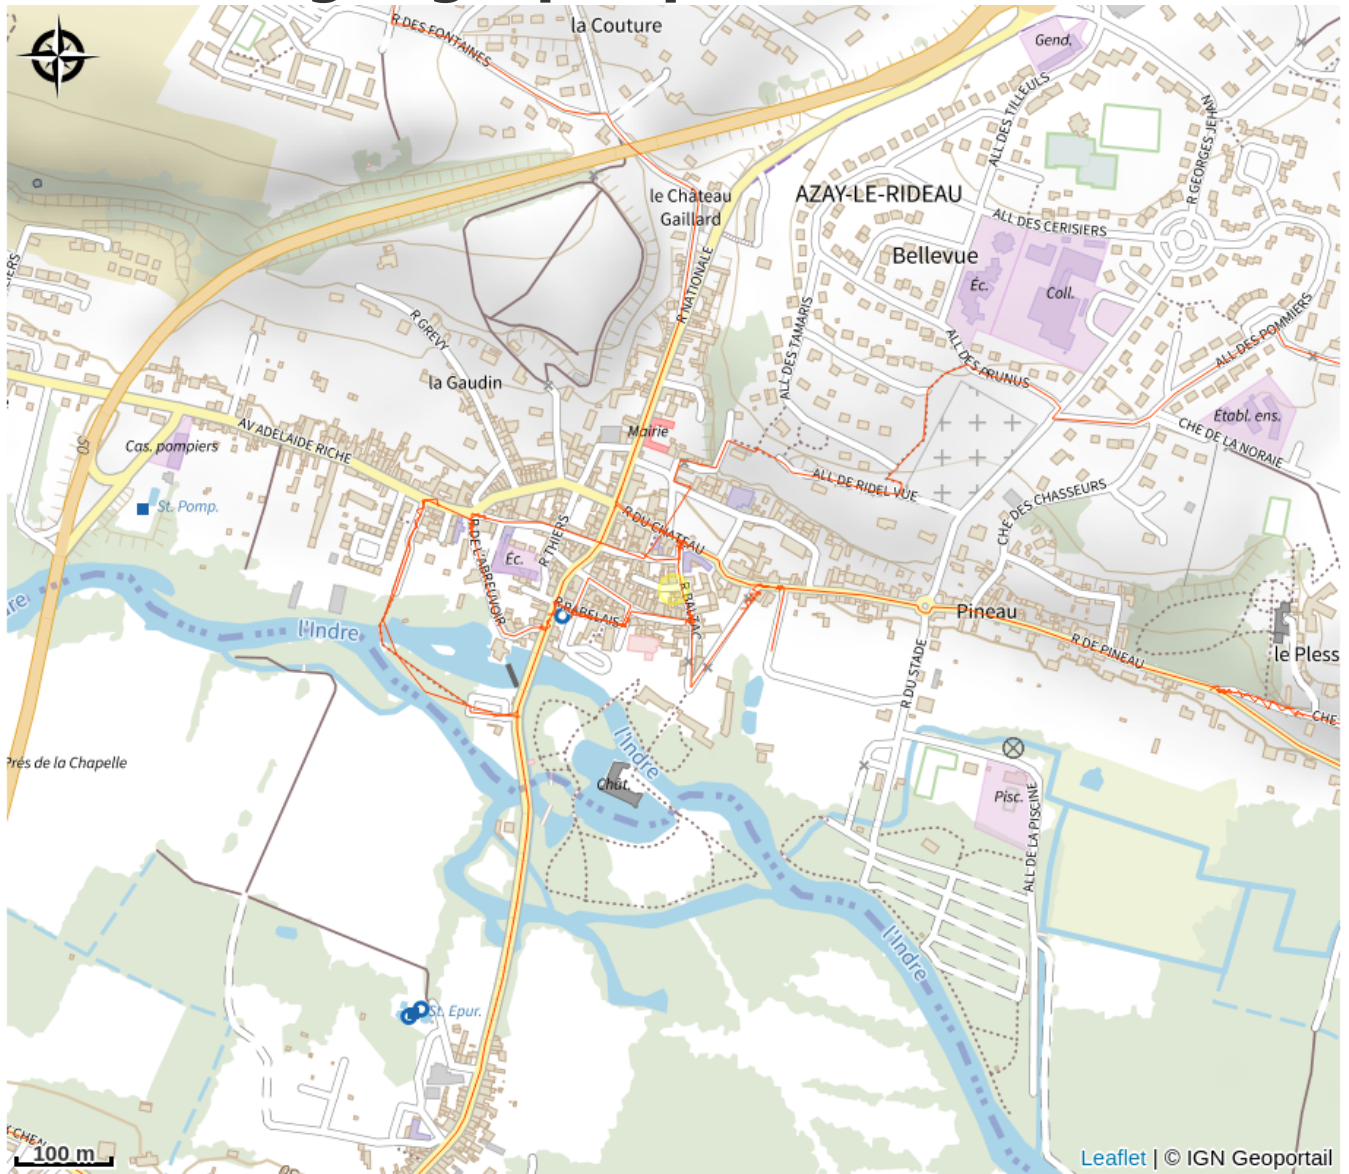 la Couture
R DES FONTAINES
Gend.
ALL DES TILLEULS
R GEORGES JEHAN
le Château
Gaillard
AZAY-LE-RIDEAU
ALL DES CERISIERS
Bellevue
Éc.
Coll.
R NATIONALE
R GREVY
ALL DES TAMARIS
ALL DES POMMIERS
ALL DES PRUNUS
la Gaudin
Établ. ens.
CHE DE LA NORAIE
Mairie
AV ADELAIDE RICHE
Cas. pompiers
50
ALL DE RIDEL VUE
CHE DES CHASSEURS
St. Pomp.
R DU CHATEAU
R THIERS
R DE L'ABREUVOIR
Éc.
R RABELAIS
R BALZAC
Pineau
l'Indre
R DE PINEAU
le Pless
R DU STADE
CHE
l'Indre
Prés de la Chapelle
Chât.
Pisc.
ALL DE LA PISCINE
l'Indre
St. Epur.
100 m
Leaflet | © IGN Geoportail